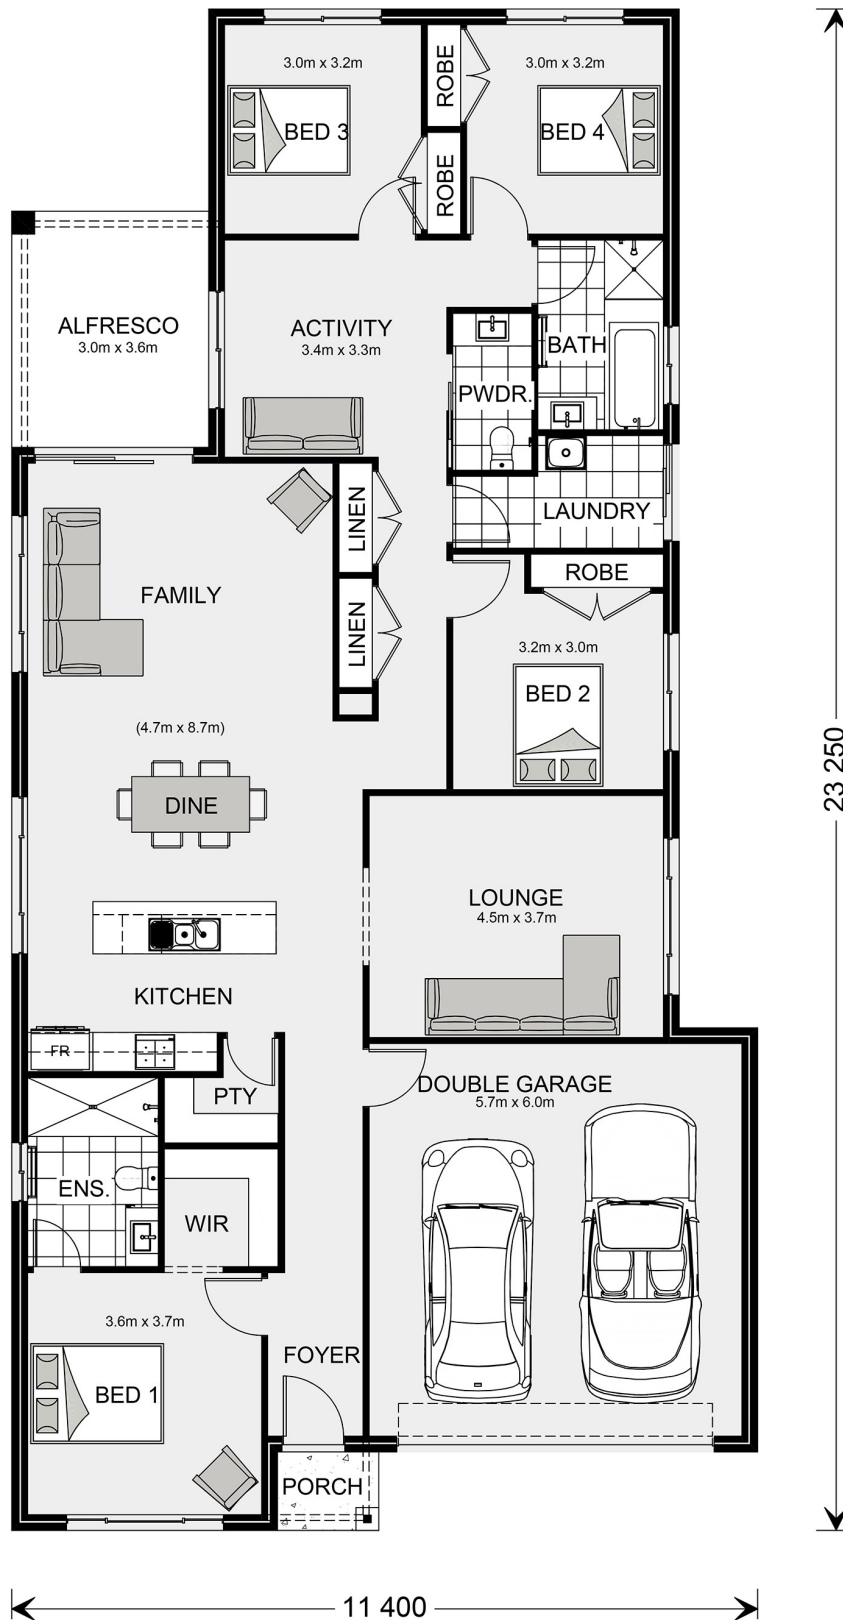 3.0m x 3.2m
BED 3
ROBE
ROBE
3.0m x 3.2m
BED 4
ALFRESCO
3.0m x 3.6m
ACTIVITY
3.4m x 3.3m
BATH
PWDR.
LINEN
LAUNDRY
ROBE
FAMILY
LINEN
3.2m x 3.0m
BED 2
(4.7m x 8.7m)
23 250
DINE
LOUNGE
4.5m x 3.7m
KITCHEN
FR
PTY
DOUBLE GARAGE
5.7m x 6.0m
ENS.
WIR
3.6m x 3.7m
FOYER
BED 1
PORCH
11 400